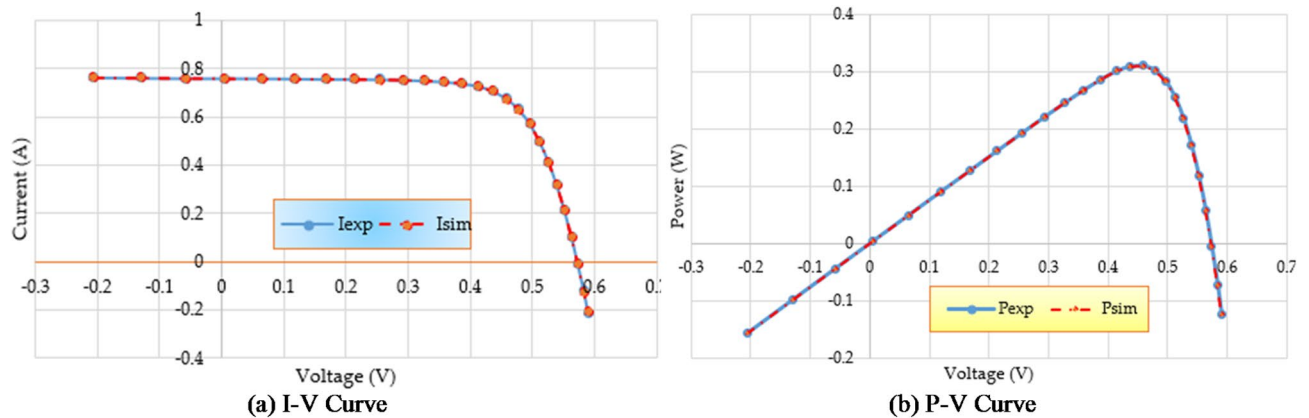 1
0.8
0.6
0.4
0.2
0
-0.2
-0.4
-0.3 -0.2 -0.1 0 0.1 0.2 0.3 0.4 0.5 0.6 0.7
Current (A)
Iexp Isim
Voltage (V)
(a) I-V Curve
0.4
0.3
0.2
0.1
0
-0.1
-0.2
-0.3 -0.2 -0.1 0 0.1 0.2 0.3 0.4 0.5 0.6 0.7
Power (W)
Pexp Psim
Voltage (V)
(b) P-V Curve